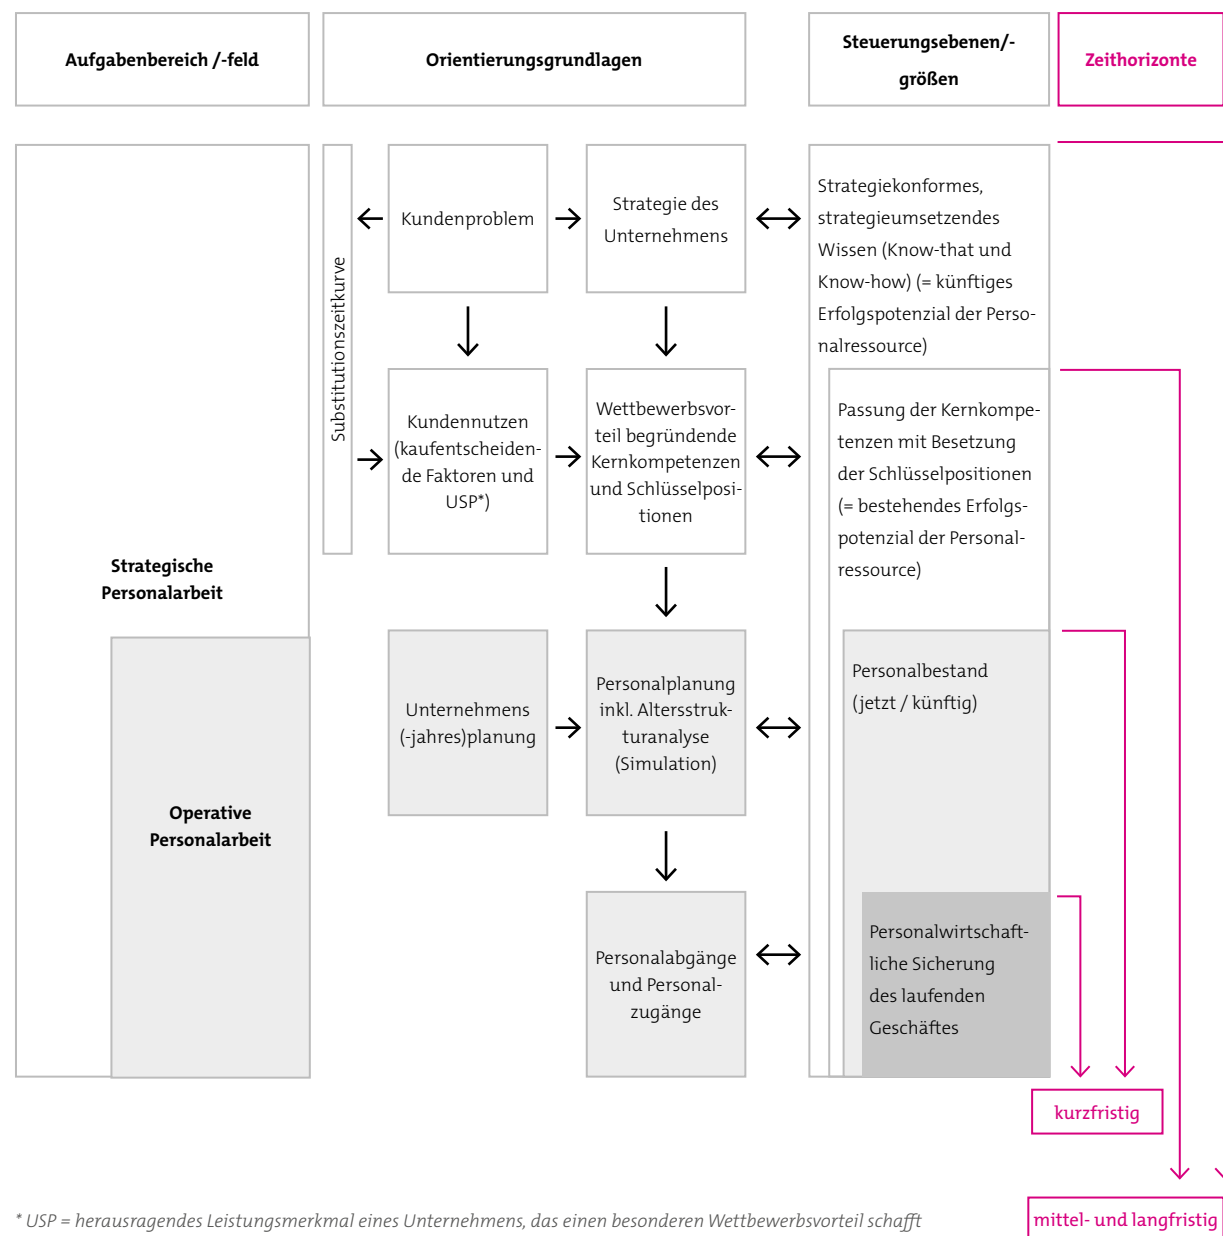 Aufgabenbereich /-feld
Orientierungsgrundlagen
Steuerungsebenen/-
größen
Zeithorizonte
Substitutionszeitkurve
Kundenproblem
Strategie des
Unternehmens
Strategiekonformes,
strategieumsetzendes
Wissen (Know-that und
Know-how) (= künftiges
Erfolgspotenzial der Perso-
nalressource)
Kundennutzen
(kaufentscheiden-
de Faktoren und
USP*)
Wettbewerbsvor-
teil begründende
Kernkompetenzen
und Schlüsselposi-
tionen
Passung der Kernkompe-
tenzen mit Besetzung
der Schlüsselpositionen
(= bestehendes Erfolgs-
potenzial der Personal-
ressource)
Strategische
Personalarbeit
Operative
Personalarbeit
Unternehmens
(-jahres)planung
Personalplanung
inkl. Altersstruk-
turanalyse
(Simulation)
Personalbestand
(jetzt / künftig)
Personalabgänge
und Personal-
zugänge
Personalwirtschaft-
liche Sicherung
des laufenden
Geschäftes
kurzfristig
mittel- und langfristig
* USP = herausragendes Leistungsmerkmal eines Unternehmens, das einen besonderen Wettbewerbsvorteil schafft